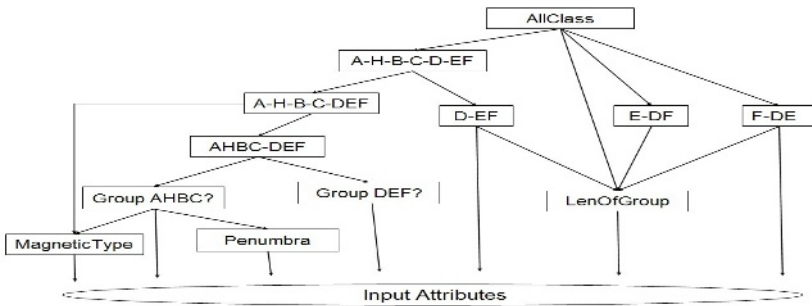 AllClass
A-H-B-C-D-EF
A-H-B-C-DEF
D-EF
E-DF
F-DE
AHBC-DEF
Group AHBC?
Group DEF?
LenOfGroup
MagneticType
Penumbra
Input Attributes